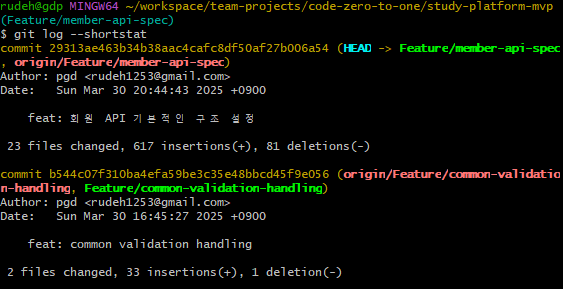 rudeh@gdp MINGW64 ~/workspace/team-projects/code-zero-to-one/study-platform-mvp
(Feature/member-api-spec)
$ git log --shortstat
commit 29313ae463b34b38aac4cafc8df50af27b006a54 (HEAD -> Feature/member-api-spec
, origin/Feature/member-api-spec)
Author: pgd <rudeh1253@gmail.com>
Date:   Sun Mar 30 20:44:43 2025 +0900
    feat: 회원 API 기본적인 구조 설정
 23 files changed, 617 insertions(+), 81 deletions(-)
commit b544c07f310ba4efa59be3c35e48bbcd45f9e056 (origin/Feature/common-validatio
n-handling, Feature/common-validation-handling)
Author: pgd <rudeh1253@gmail.com>
Date:   Sun Mar 30 16:45:27 2025 +0900
    feat: common validation handling
 2 files changed, 33 insertions(+), 1 deletion(-)